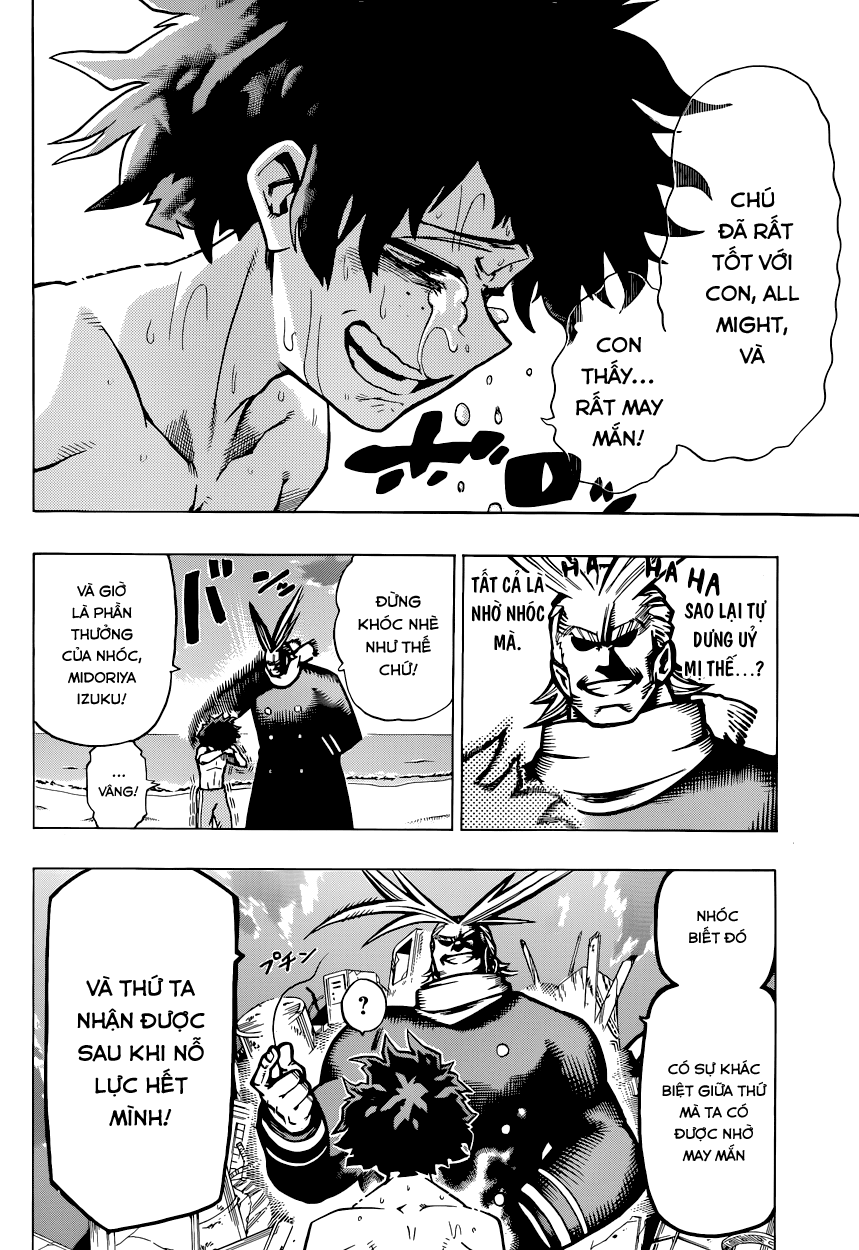 CHÚ
ĐÃ RẤT
TỐT VỚI
CON, ALL
MIGHT,
VÀ
CON
THẤY...
RẤT MAY
MẮN!
HA HA HA
SAO LẠI TỰ
DƯNG UỶ
MỊ THẾ...?
TẤT CẢ LÀ
NHỜ NHÓC
MÀ.
ĐỪNG
KHÓC NHÈ
NHƯ THẾ
CHỨ!
VÀ GIỜ
LÀ PHẦN
THƯỞNG
CỦA NHÓC,
MIDORIYA
IZUKU!
...
VÂNG!
NHÓC
BIẾT ĐÓ
CÓ SỰ KHÁC
BIỆT GIỮA THỨ
MÀ TA CÓ
ĐƯỢC NHỜ
MAY MẮN
プチン
?
VÀ THỨ TA
NHẬN ĐƯỢC
SAU KHI NỖ
LỰC HẾT
MÌNH!